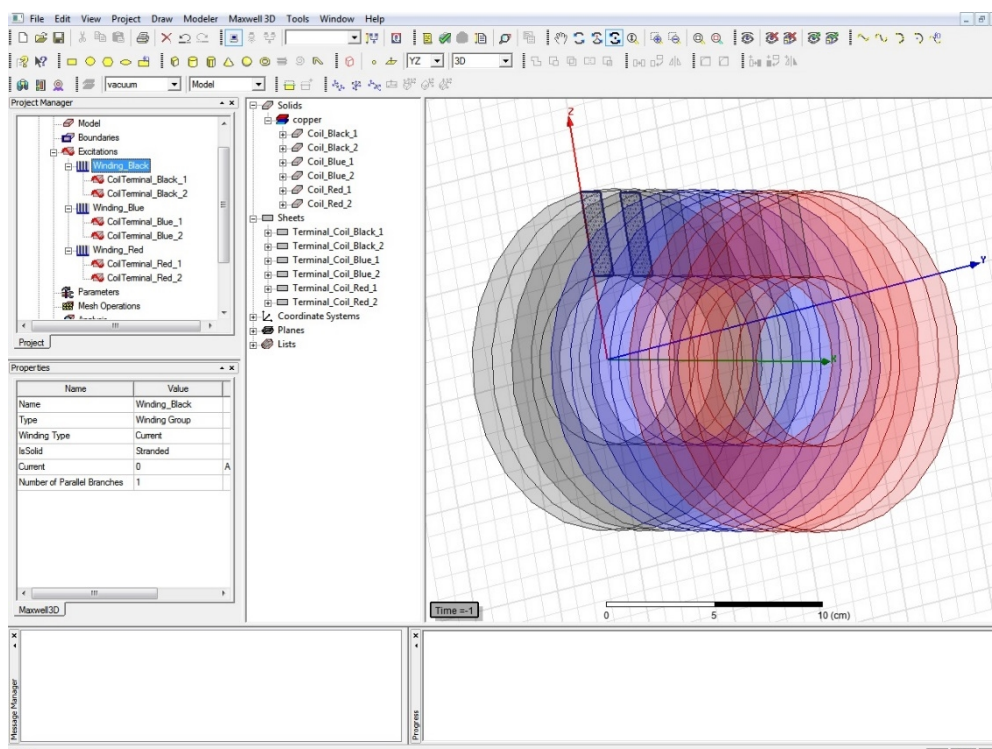 File Edit View Project Draw Modeler Maxwell 3D Tools Window Help
YZ 3D
vacuum Model
Project Manager
Model
Boundaries
Excitations
Winding_Black
CoilTerminal_Black_1
CoilTerminal_Black_2
Winding_Blue
CoilTerminal_Blue_1
CoilTerminal_Blue_2
Winding_Red
CoilTerminal_Red_1
CoilTerminal_Red_2
Parameters
Mesh Operations
Project
Properties
Name Value
Name Winding_Black
Type Winding Group
Winding Type Current
IsSolid Stranded
Current 0 A
Number of Parallel Branches 1
Maxwell3D
Solids
copper
Coil_Black_1
Coil_Black_2
Coil_Blue_1
Coil_Blue_2
Coil_Red_1
Coil_Red_2
Sheets
Terminal_Coil_Black_1
Terminal_Coil_Black_2
Terminal_Coil_Blue_1
Terminal_Coil_Blue_2
Terminal_Coil_Red_1
Terminal_Coil_Red_2
Coordinate Systems
Planes
Lists
Z
Y
X
Time =-1
0 5 10 (cm)
Message Manager
Progress